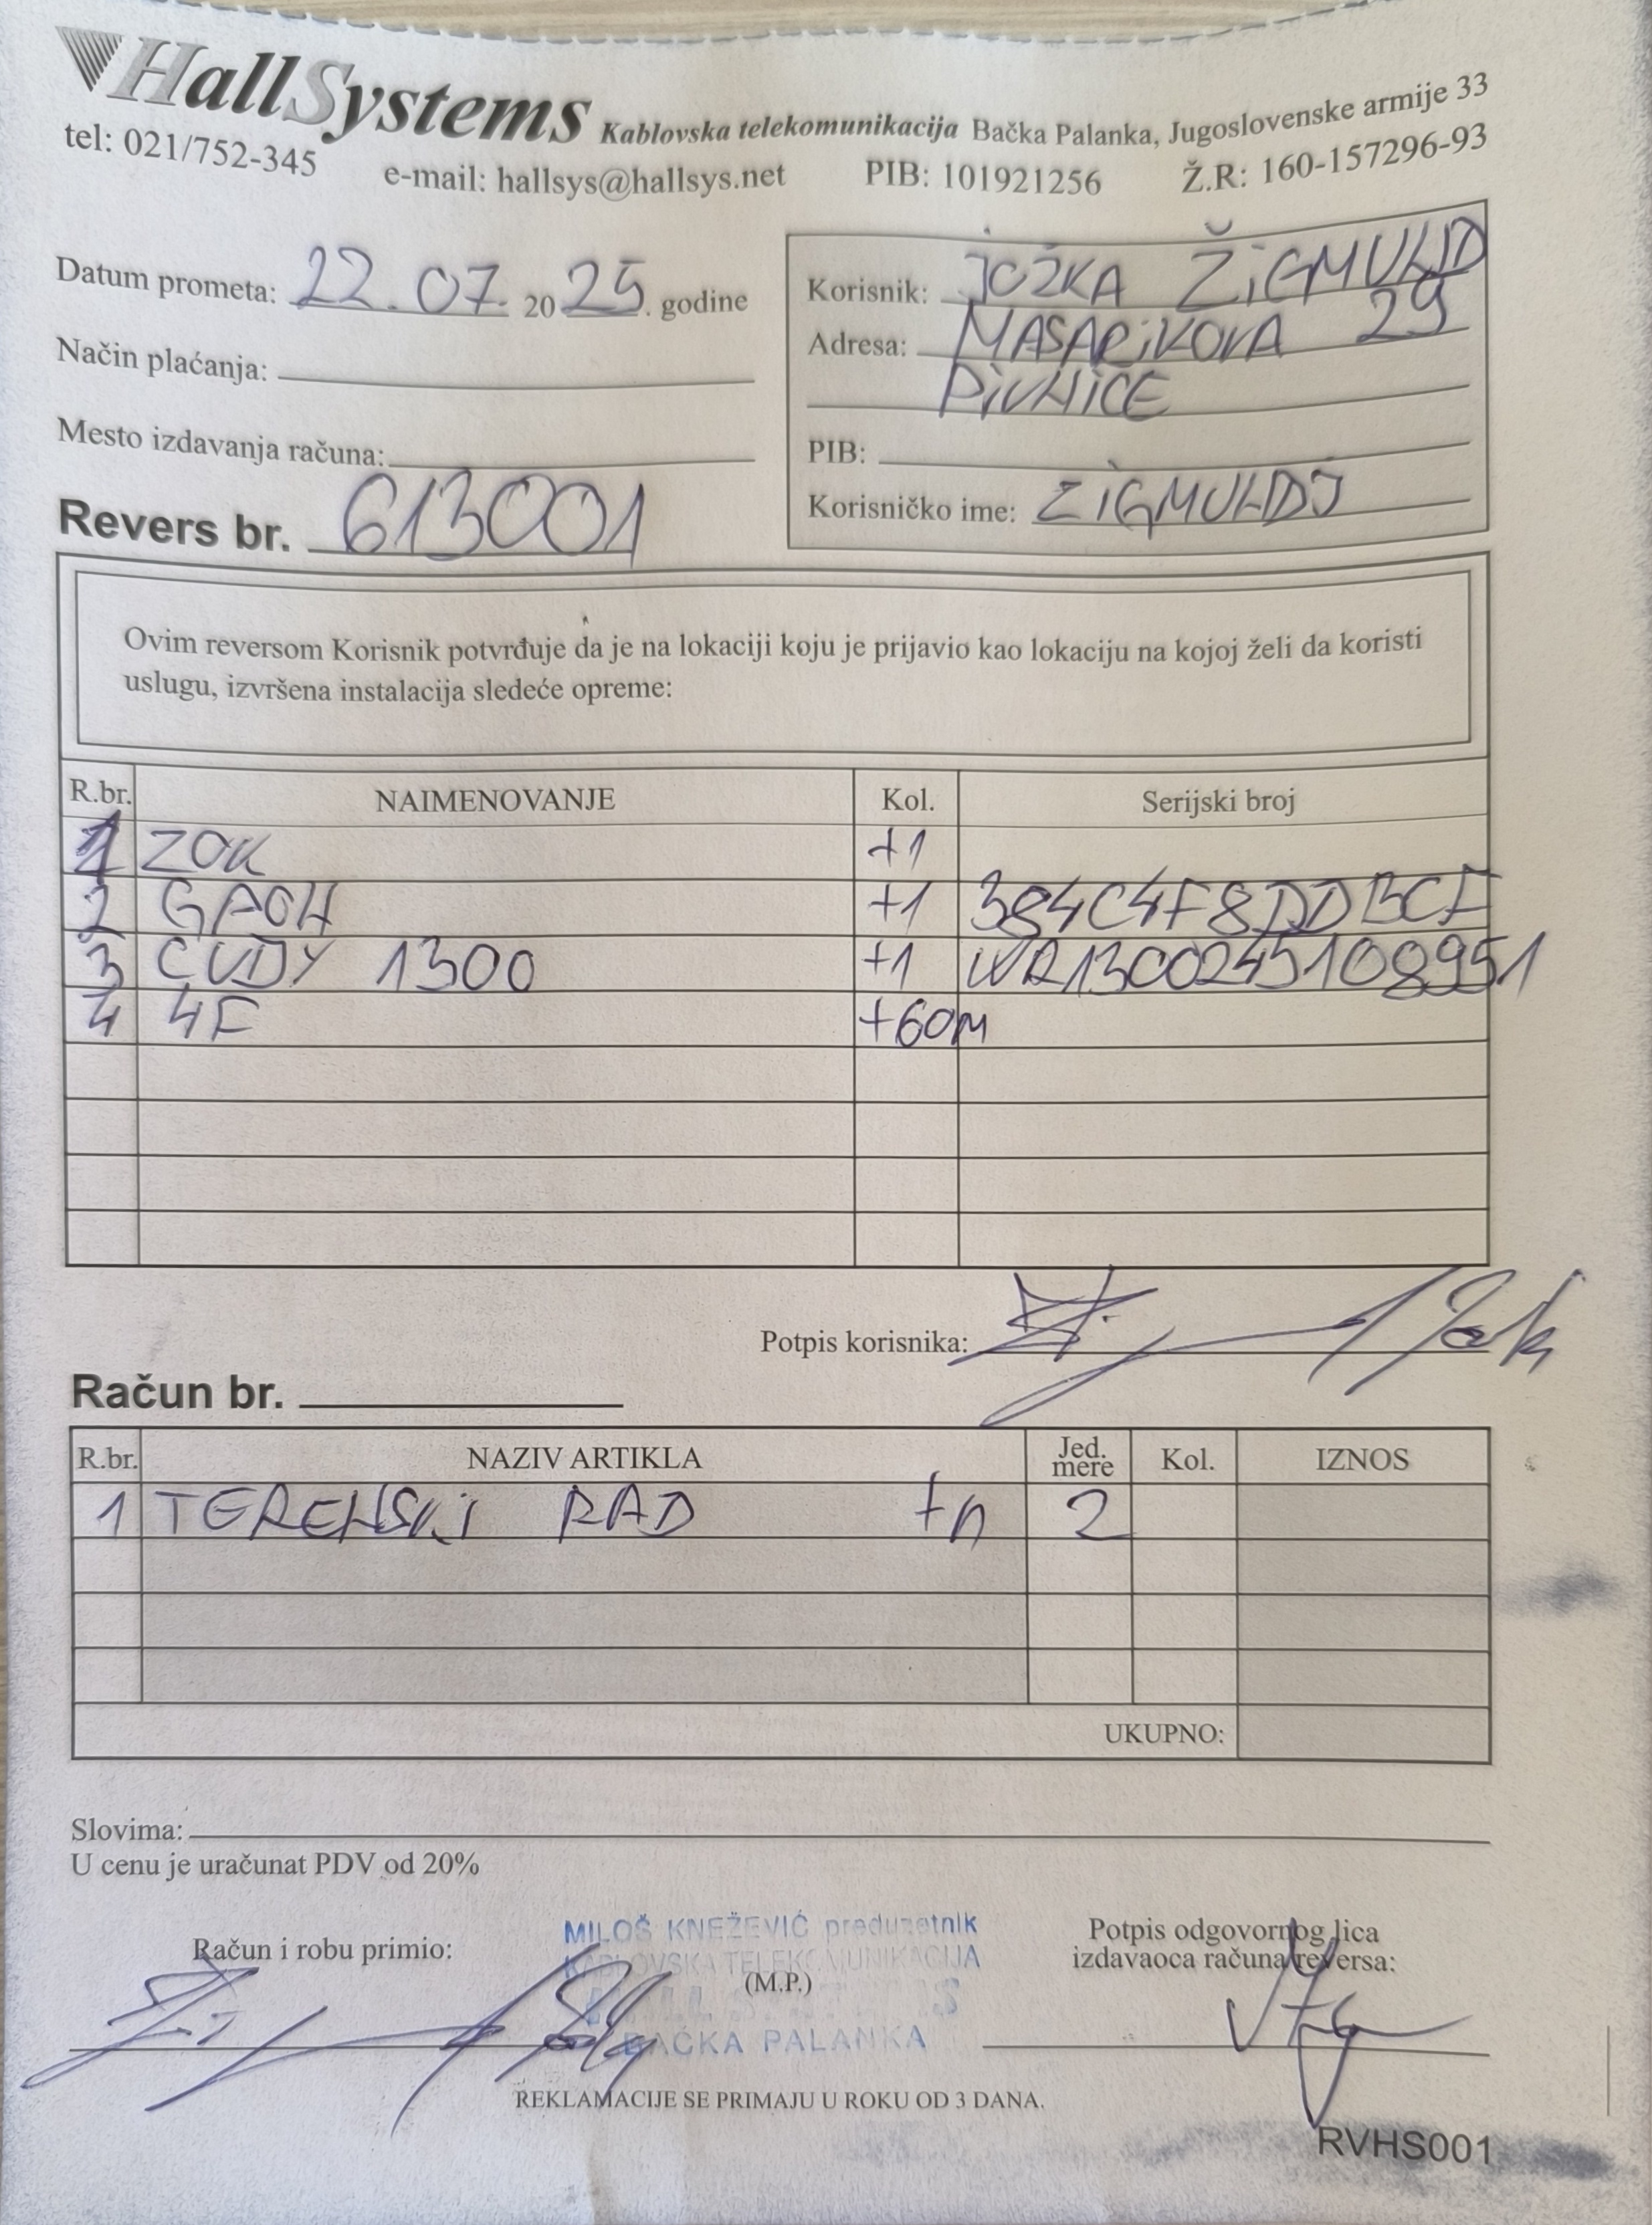 HallSystems Kablovska telekomunikacija Bačka Palanka, Jugoslovenske armije 33
tel: 021/752-345 e-mail: hallsys@hallsys.net PIB: 101921256 Ž.R: 160-157296-93
Datum prometa: 22.07. 2025. godine
Način plaćanja:
Mesto izdavanja računa:
Revers br. 613001
Korisnik: JOŽKA ŽIGMUND
Adresa: MASARIKOVA 29
PIVNICE
PIB:
Korisničko ime: ZIGMUNDJ
Ovim reversom Korisnik potvrđuje da je na lokaciji koju je prijavio kao lokaciju na kojoj želi da koristi
uslugu, izvršena instalacija sledeće opreme:
R.br. NAIMENOVANJE Kol. Serijski broj
1 ZOK +1
2 GPON +1 384C4F8DDBCF
3 CUDY 1300 +1 WR1300245108951
4 4F +60M
Potpis korisnika:
Račun br.
R.br. NAZIV ARTIKLA Jed. mere Kol. IZNOS
1 TERENSKI RAD 2
UKUPNO:
Slovima:
U cenu je uračunat PDV od 20%
Račun i robu primio:
MILOŠ KNEŽEVIĆ preduzetnik
KABLOVSKA TELEKOMUNIKACIJA
(M.P.)
BAČKA PALANKA
Potpis odgovornog lica
izdavaoca računa/reversa:
REKLAMACIJE SE PRIMAJU U ROKU OD 3 DANA.
RVHS001